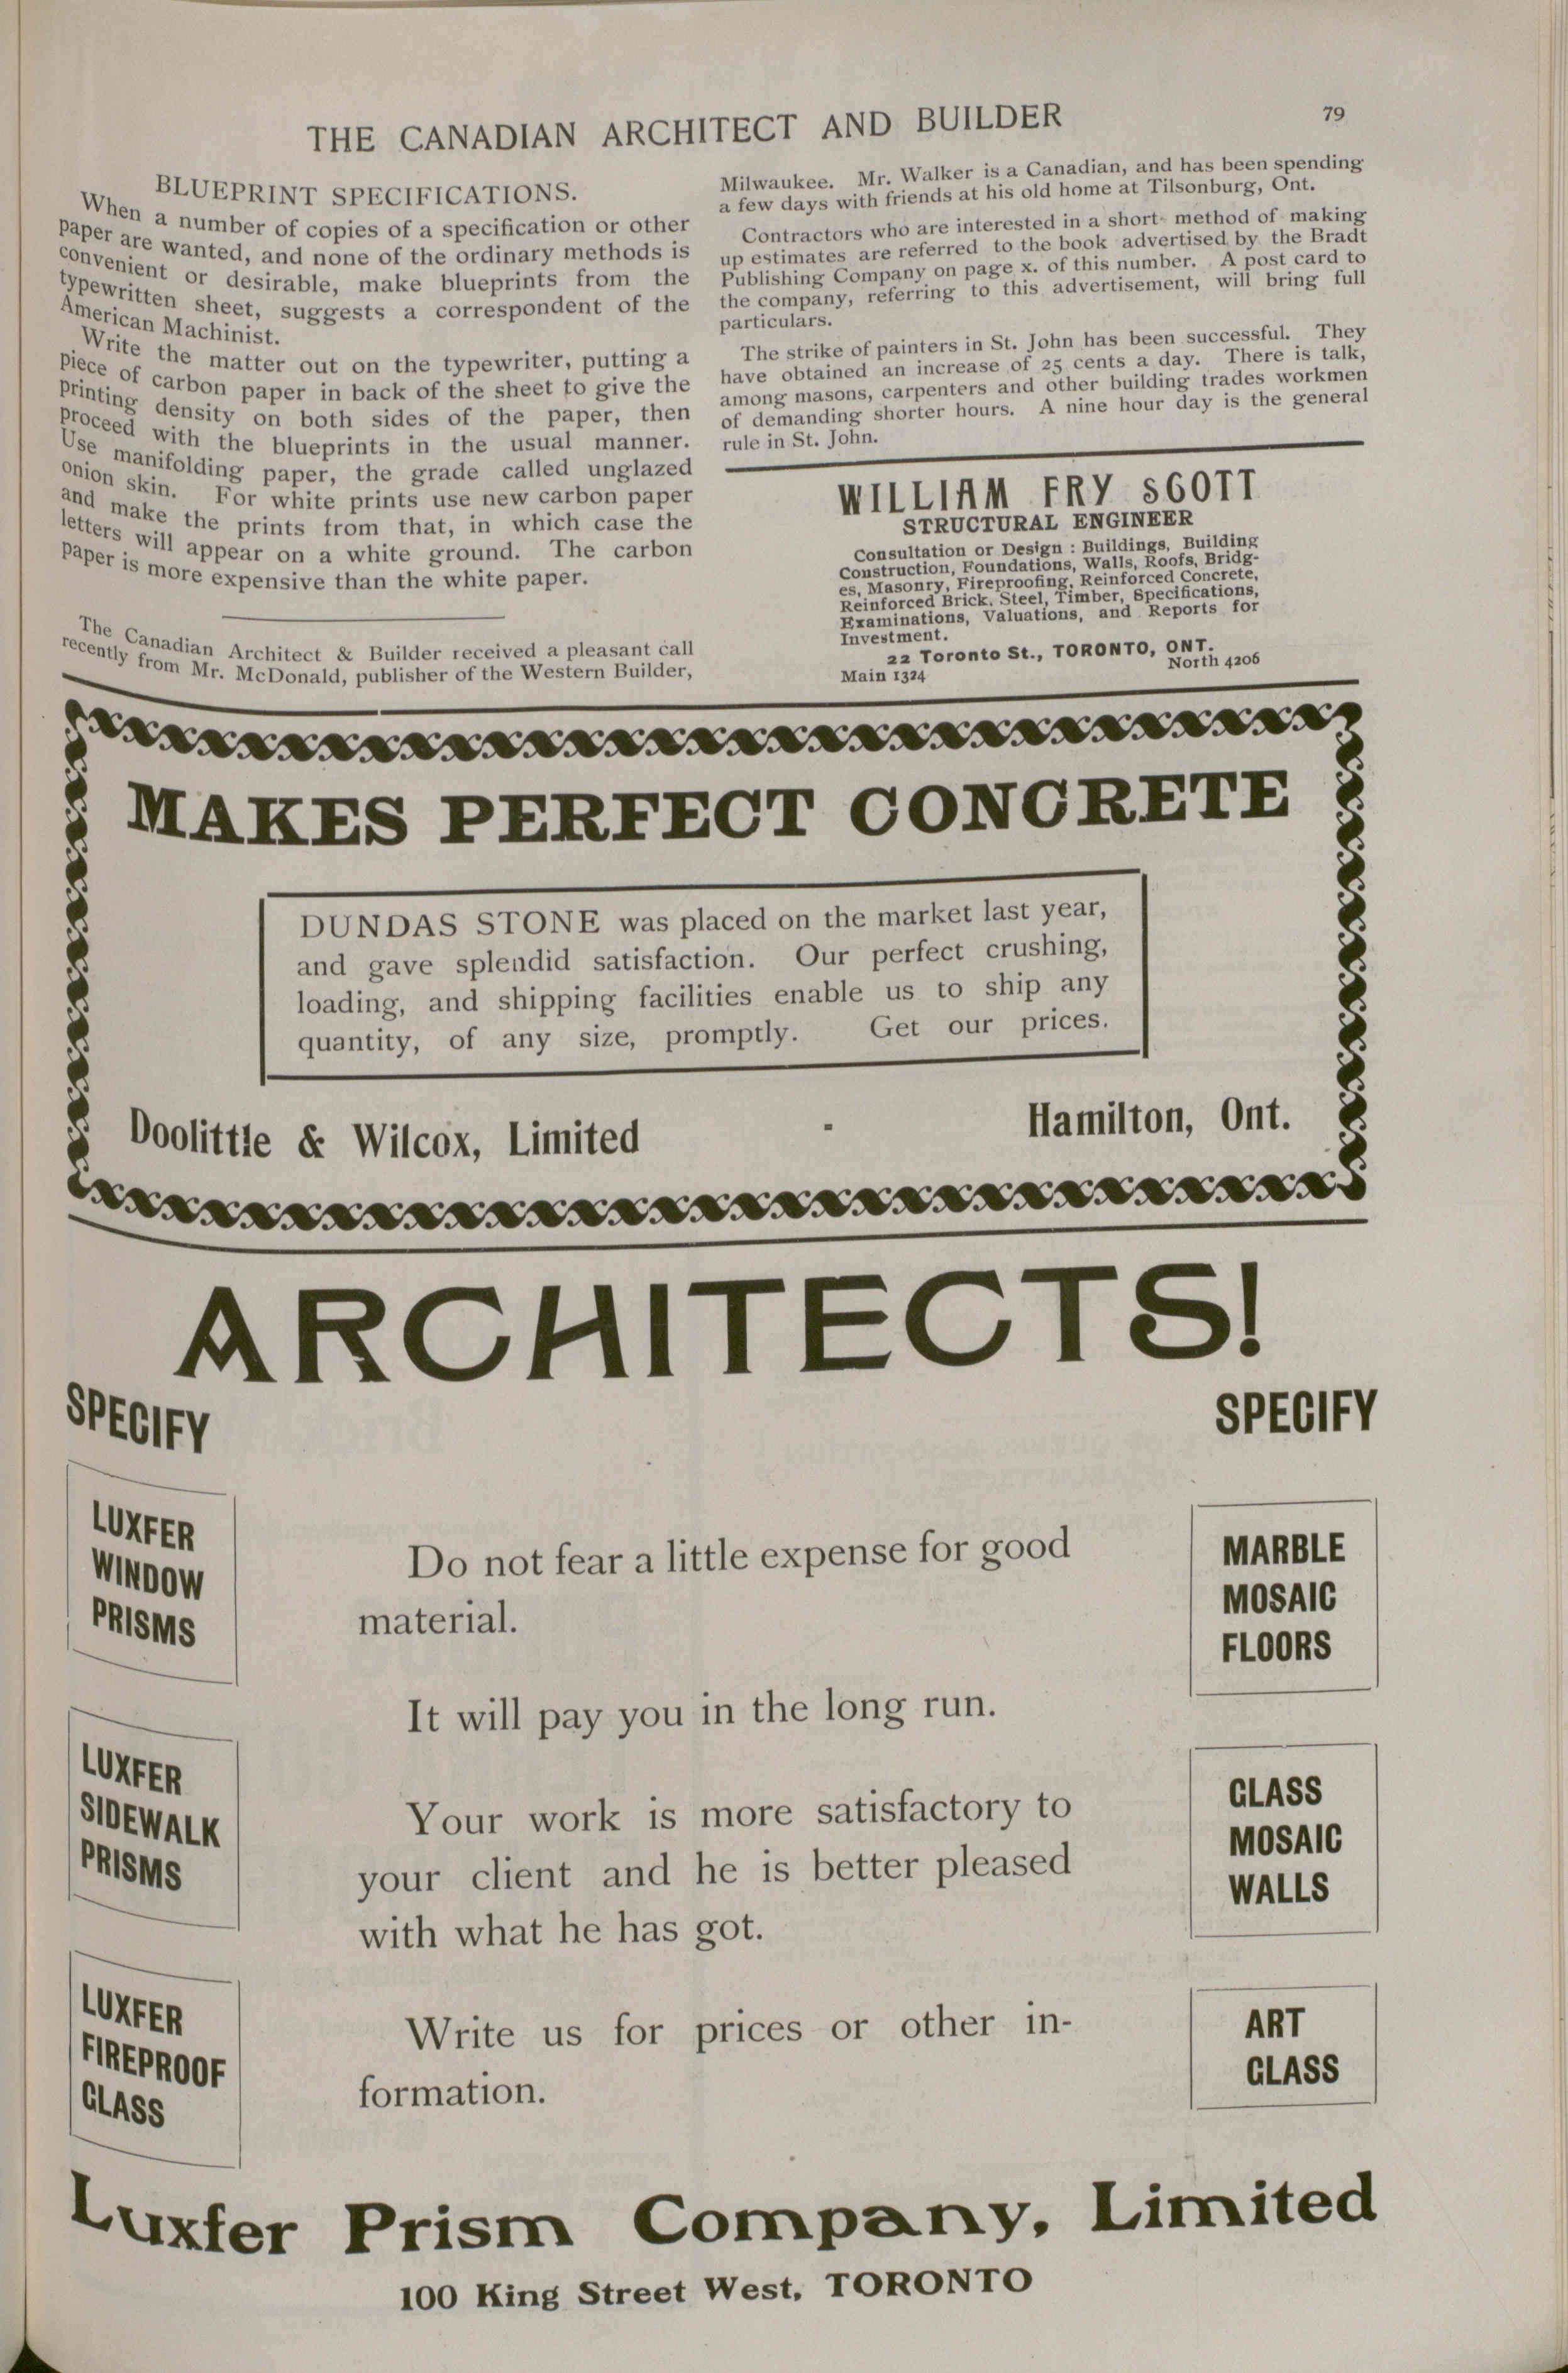 THE CANADIAN ARCHITECT AND BUILDER
79
BLUEPRINT SPECIFICATIONS.
When a number of copies of a specification or other
paper are wanted, and none of the ordinary methods is
convenient or desirable, make blueprints from the
typewritten sheet, suggests a correspondent of the
American Machinist.
Write the matter out on the typewriter, putting a
piece of carbon paper in back of the sheet to give the
printing density on both sides of the paper, then
proceed with the blueprints in the usual manner.
Use manifolding paper, the grade called unglazed
onion skin. For white prints use new carbon paper
and make the prints from that, in which case the
letters will appear on a white ground. The carbon
paper is more expensive than the white paper.
The Canadian Architect & Builder received a pleasant call
recently from Mr. McDonald, publisher of the Western Builder,
Milwaukee. Mr. Walker is a Canadian, and has been spending
a few days with friends at his old home at Tilsonburg, Ont.
Contractors who are interested in a short method of making
up estimates are referred to the book advertised by the Bradt
Publishing Company on page x. of this number. A post card to
the company, referring to this advertisement, will bring full
particulars.
The strike of painters in St. John has been successful. They
have obtained an increase of 25 cents a day. There is talk,
among masons, carpenters and other building trades workmen
of demanding shorter hours. A nine hour day is the general
rule in St. John.
WILLIAM FRY SCOTT
STRUCTURAL ENGINEER
Consultation or Design : Buildings, Building
Construction, Foundations, Walls, Roofs, Bridg-
es, Masonry, Fireproofing, Reinforced Concrete,
Reinforced Brick, Steel, Timber, Specifications,
Examinations, Valuations, and Reports for
Investment.
22 Toronto St., TORONTO, ONT.
Main 1324 North 4206
MAKES PERFECT CONCRETE
DUNDAS STONE was placed on the market last year,
and gave splendid satisfaction. Our perfect crushing,
loading, and shipping facilities enable us to ship any
quantity, of any size, promptly. Get our prices.
Doolittle & Wilcox, Limited - Hamilton, Ont.
ARCHITECTS!
SPECIFY
LUXFER
WINDOW
PRISMS
LUXFER
SIDEWALK
PRISMS
LUXFER
FIREPROOF
GLASS
Do not fear a little expense for good
material.
It will pay you in the long run.
Your work is more satisfactory to
your client and he is better pleased
with what he has got.
Write us for prices or other in-
formation.
SPECIFY
MARBLE
MOSAIC
FLOORS
GLASS
MOSAIC
WALLS
ART
GLASS
Luxfer Prism Company, Limited
100 King Street West, TORONTO